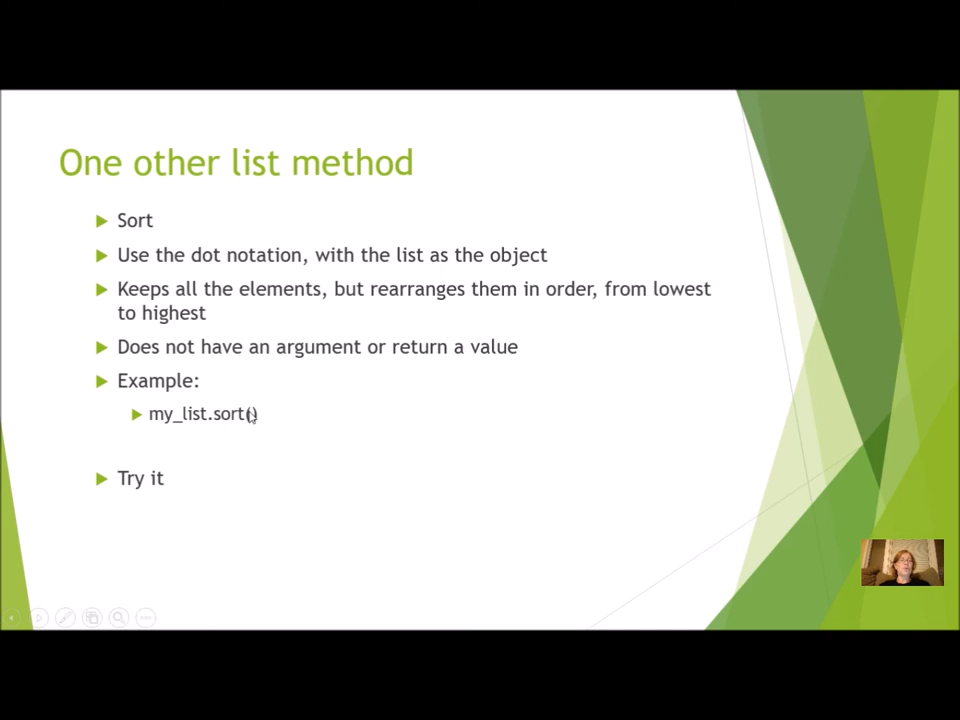 One other list method
Sort
Use the dot notation, with the list as the object
Keeps all the elements, but rearranges them in order, from lowest
to highest
Does not have an argument or return a value
Example:
my_list.sort()
Try it